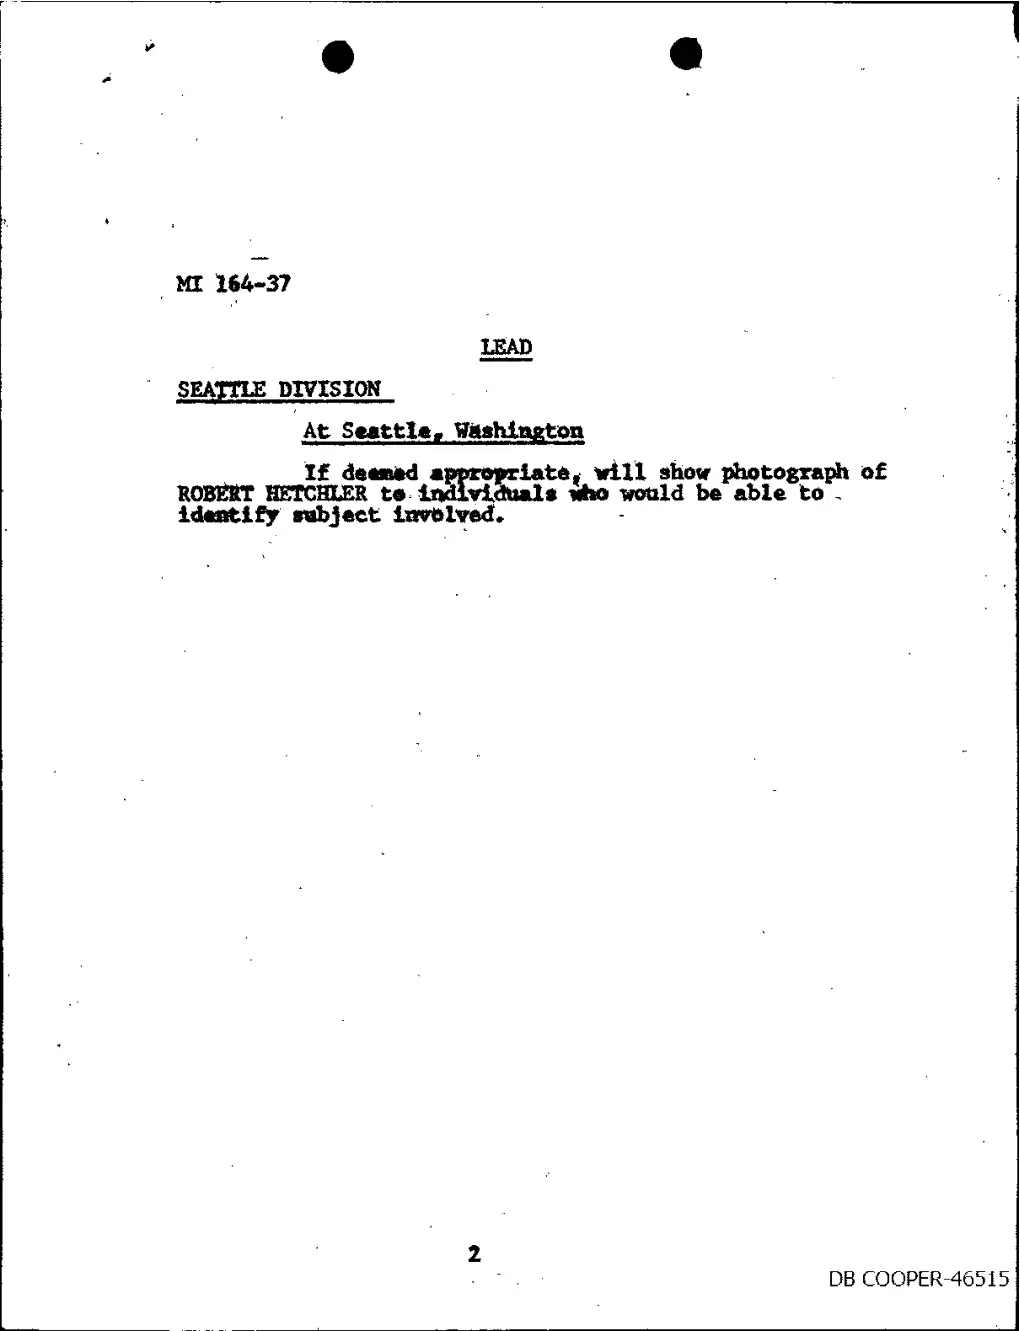 MI 164-37
LEAD
SEATTLE DIVISION
At Seattle, Washington
If deemed appropriate, will show photograph of
ROBERT HETCHLER to individuals who would be able to
identify subject involved.
2
DB COOPER-46515